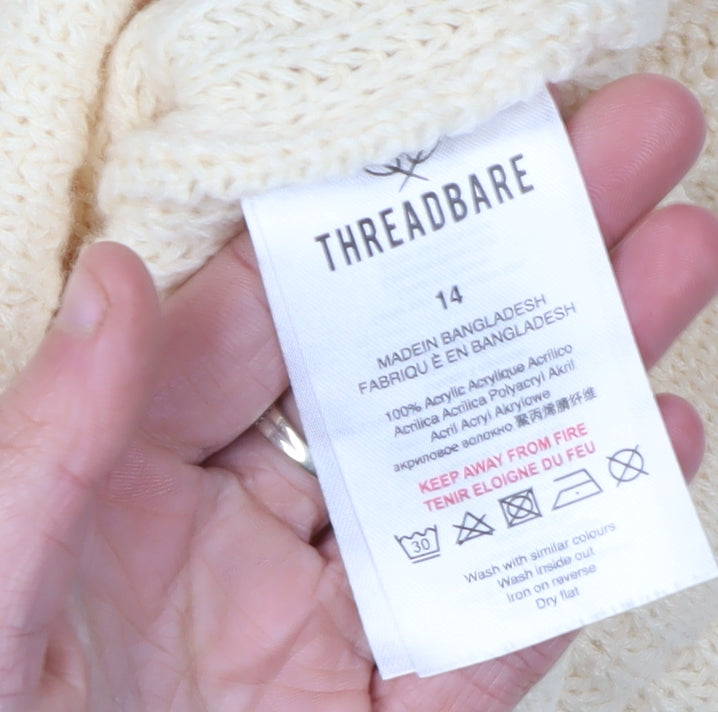 THREADBARE
14
MADEIN BANGLADESH
FABRIQU È EN BANGLADESH
100% Acrylic Acrylique Acrilico
Acrilica Acrilica Polyacryl Akril
Acril Acryl Akrylowe
акриловое волокно 聚丙烯腈纤维
KEEP AWAY FROM FIRE
TENIR ELOIGNE DU FEU
30
Wash with similar colours
Wash inside out
Iron on reverse
Dry flat